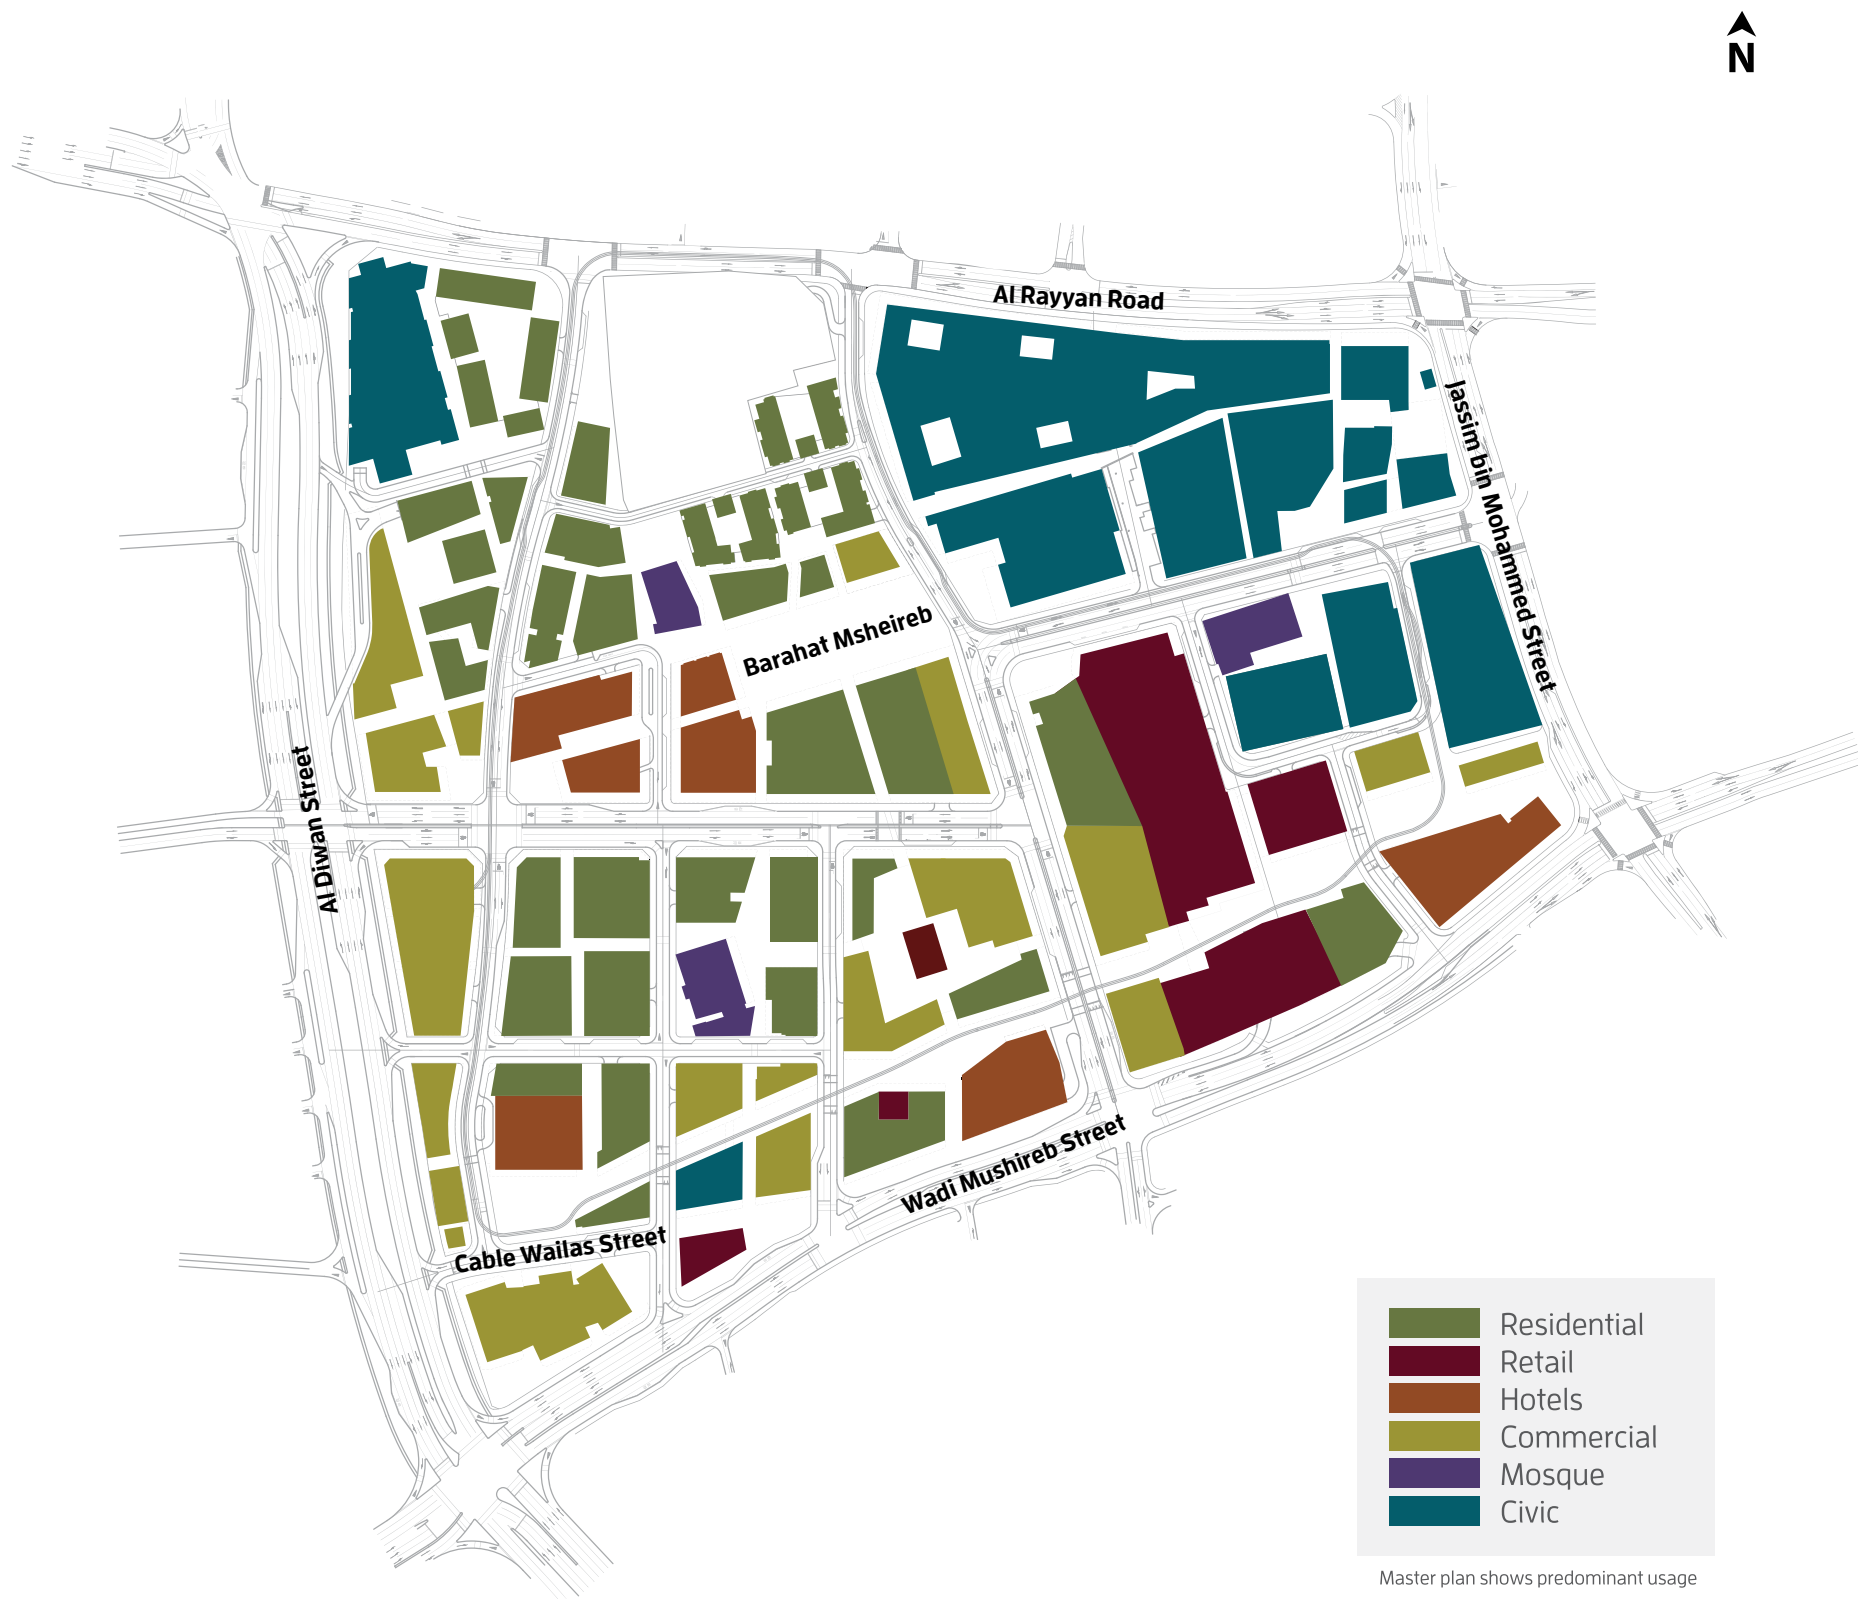 N
Al Rayyan Road
Jassim bin Mohammed Street
Barahat Msheireb
Al Diwan Street
Wadi Mushireb Street
Cable Wailas Street
Residential
Retail
Hotels
Commercial
Mosque
Civic
Master plan shows predominant usage